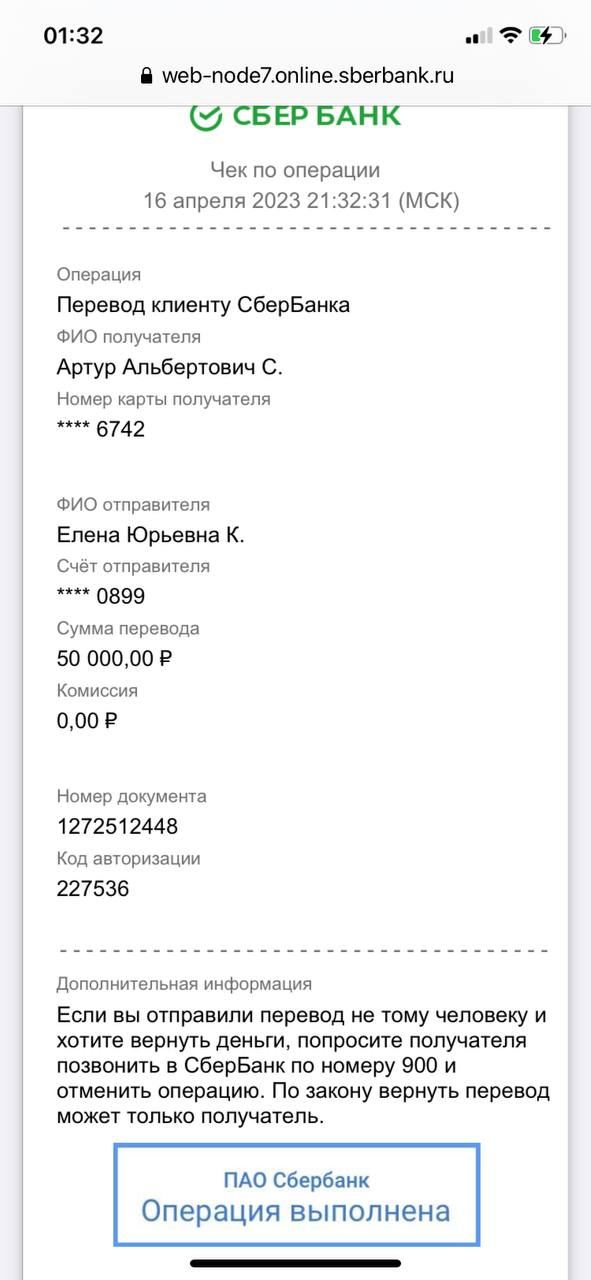 01:32
web-node7.online.sberbank.ru
СБЕР БАНК
Чек по операции
16 апреля 2023 21:32:31 (МСК)
Операция
Перевод клиенту СберБанка
ФИО получателя
Артур Альбертович С.
Номер карты получателя
**** 6742
ФИО отправителя
Елена Юрьевна К.
Счёт отправителя
**** 0899
Сумма перевода
50 000,00 ₽
Комиссия
0,00 ₽
Номер документа
1272512448
Код авторизации
227536
Дополнительная информация
Если вы отправили перевод не тому человеку и
хотите вернуть деньги, попросите получателя
позвонить в СберБанк по номеру 900 и
отменить операцию. По закону вернуть перевод
может только получатель.
ПАО Сбербанк
Операция выполнена